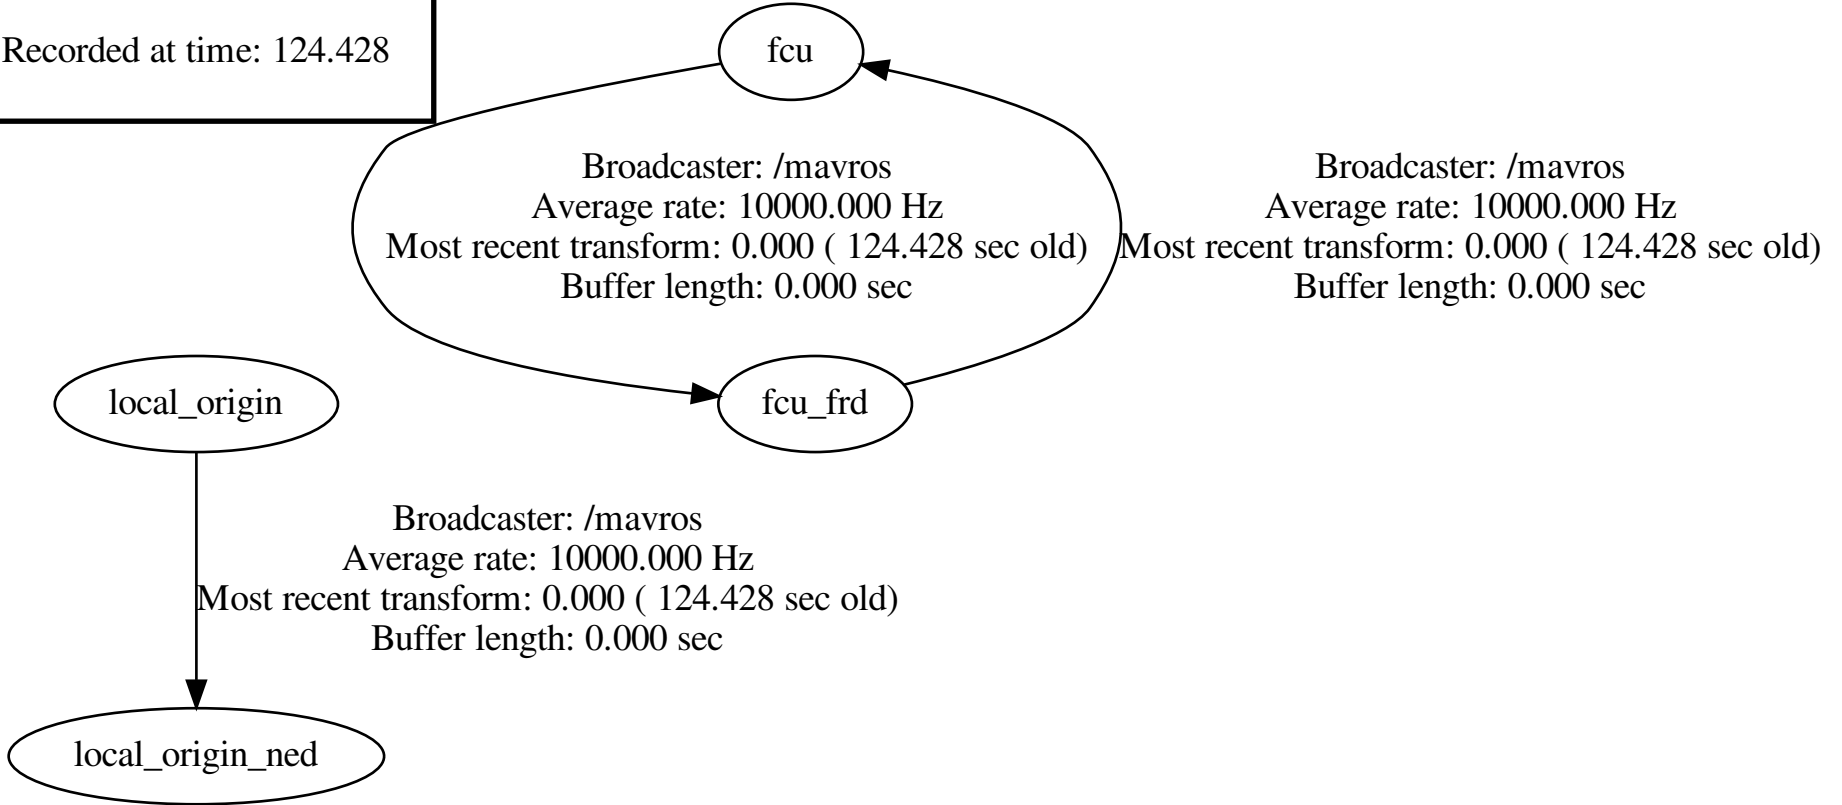 Recorded at time: 124.428
fcu
Broadcaster: /mavros
Average rate: 10000.000 Hz
Most recent transform: 0.000 ( 124.428 sec old)
Buffer length: 0.000 sec
Broadcaster: /mavros
Average rate: 10000.000 Hz
Most recent transform: 0.000 ( 124.428 sec old)
Buffer length: 0.000 sec
local_origin
fcu_frd
Broadcaster: /mavros
Average rate: 10000.000 Hz
Most recent transform: 0.000 ( 124.428 sec old)
Buffer length: 0.000 sec
local_origin_ned